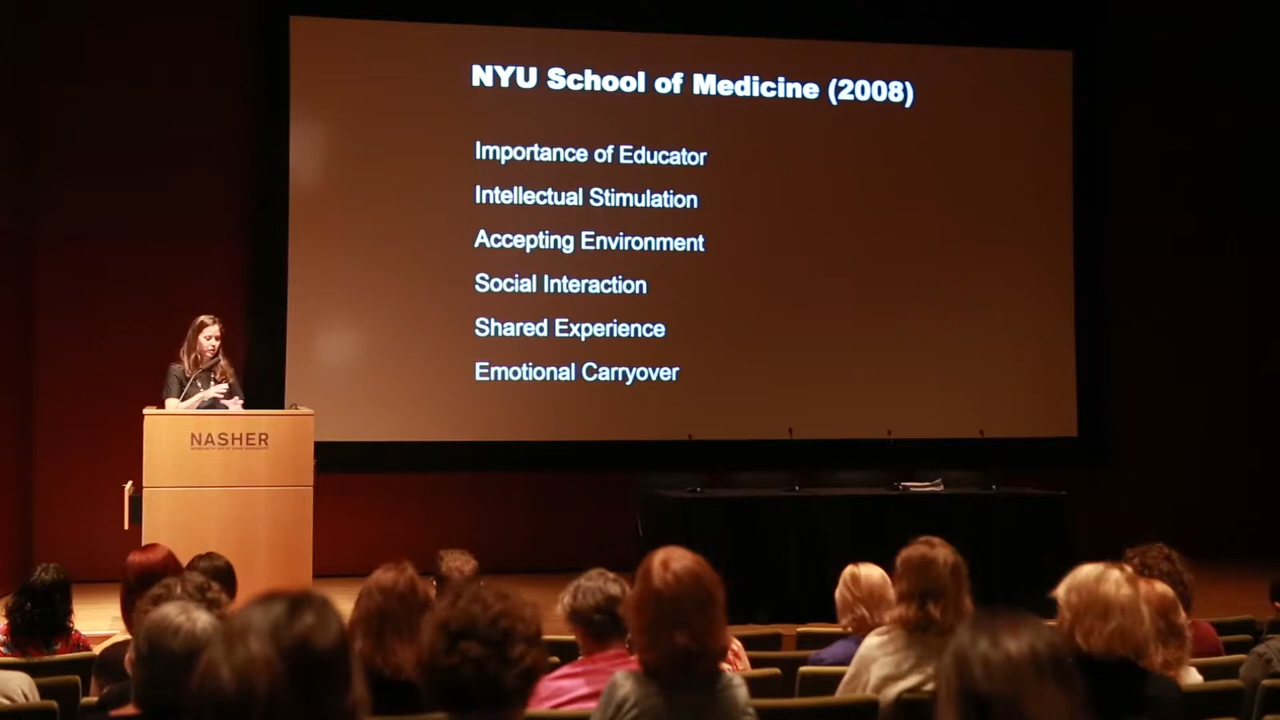 NYU School of Medicine (2008)
Importance of Educator
Intellectual Stimulation
Accepting Environment
Social Interaction
Shared Experience
Emotional Carryover
NASHER